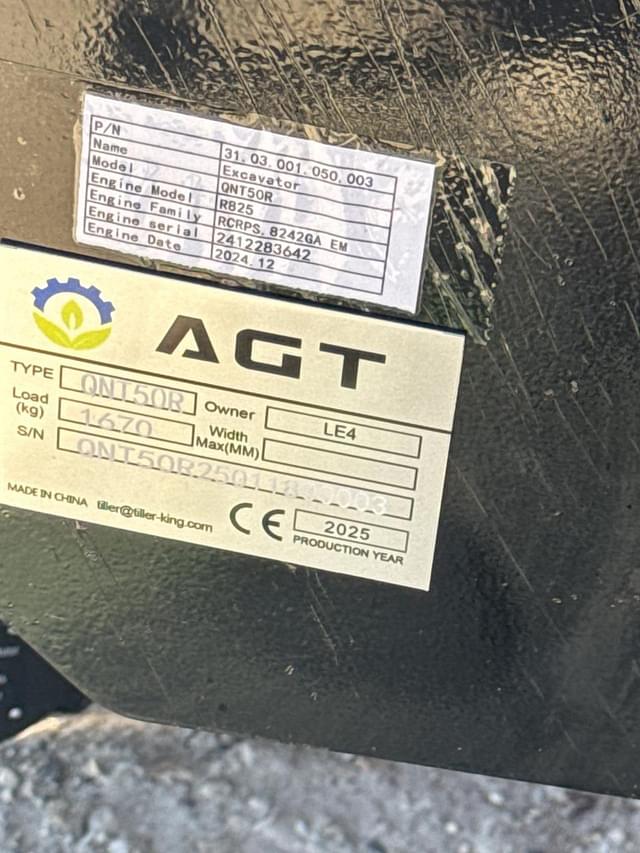 P/N 31.03.001.050.003
Name Excavator
Model QNT50R
Engine Model R825
Engine Family RCRPS.8242GA EM
Engine serial 2412283642
Engine Date 2024.12
AGT
TYPE QNT50R Owner LE4
Load (kg) 1670 Width Max(MM)
S/N
MADE IN CHINA tiller@tiller-king.com CE 2025
PRODUCTION YEAR